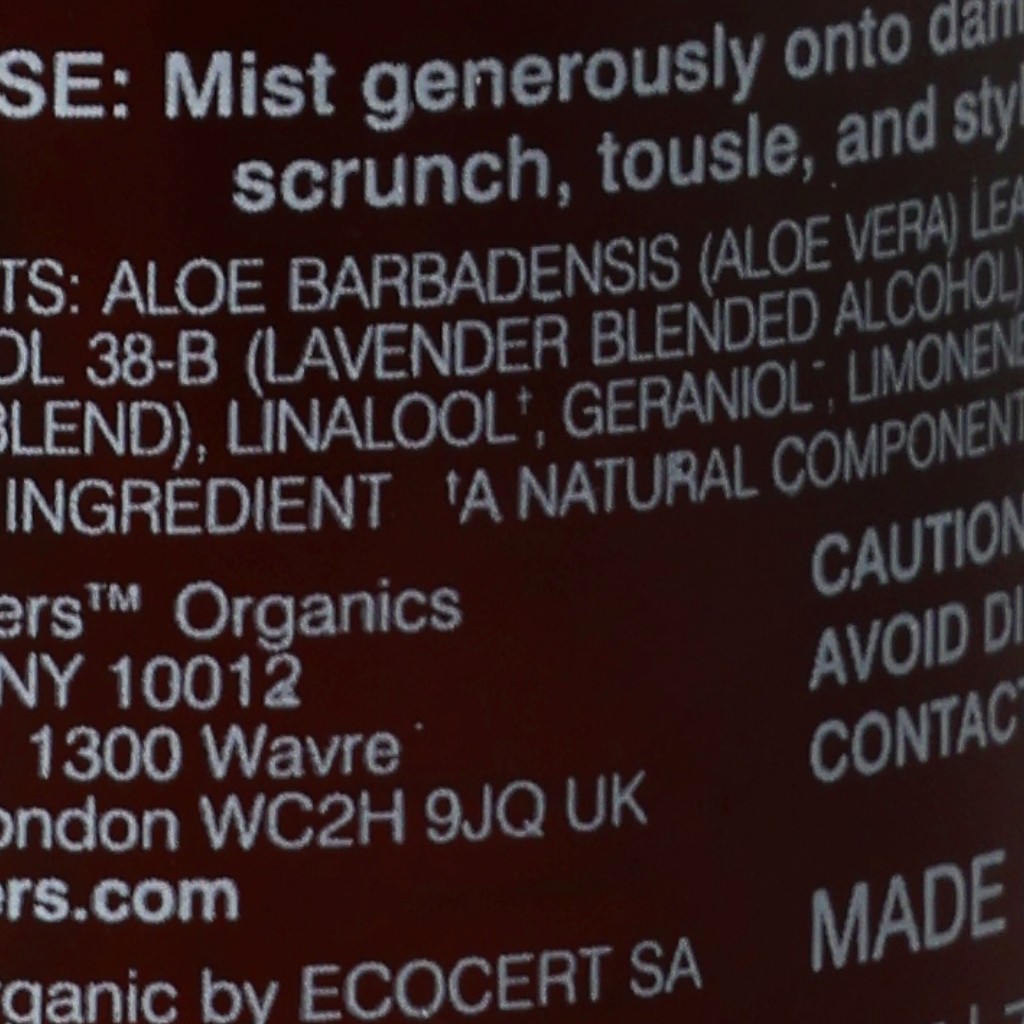 SE: Mist generously onto dam
scrunch, tousle, and styl
TS: ALOE BARBADENSIS (ALOE VERA) LEA
OL 38-B (LAVENDER BLENDED ALCOHOL)
BLEND), LINALOOL†, GERANIOL†, LIMONENE
INGREDIENT †A NATURAL COMPONENT
CAUTION
ers™ Organics
AVOID DI
NY 10012
CONTACT
1300 Wavre
ondon WC2H 9JQ UK
ers.com
MADE
rganic by ECOCERT SA